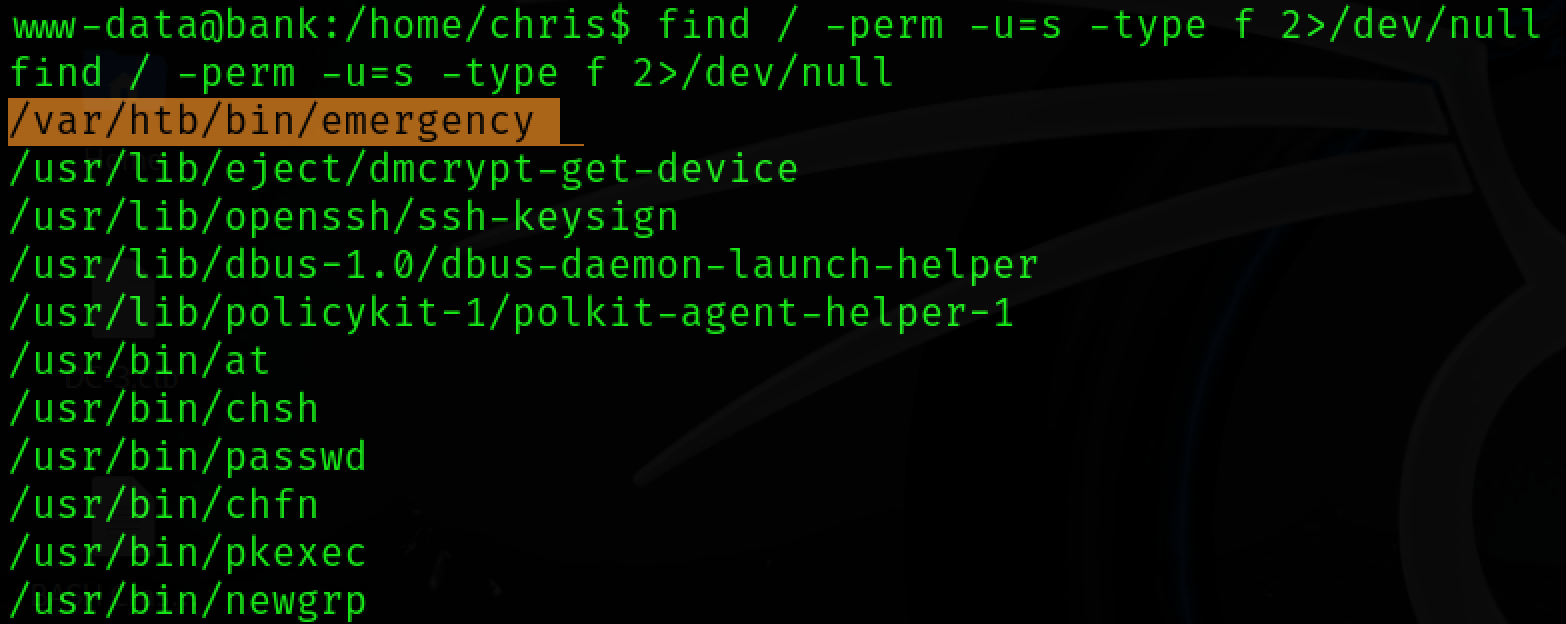 www-data@bank:/home/chris$ find / -perm -u=s -type f 2>/dev/null
find / -perm -u=s -type f 2>/dev/null
/var/htb/bin/emergency
/usr/lib/eject/dmcrypt-get-device
/usr/lib/openssh/ssh-keysign
/usr/lib/dbus-1.0/dbus-daemon-launch-helper
/usr/lib/policykit-1/polkit-agent-helper-1
/usr/bin/at
/usr/bin/chsh
/usr/bin/passwd
/usr/bin/chfn
/usr/bin/pkexec
/usr/bin/newgrp